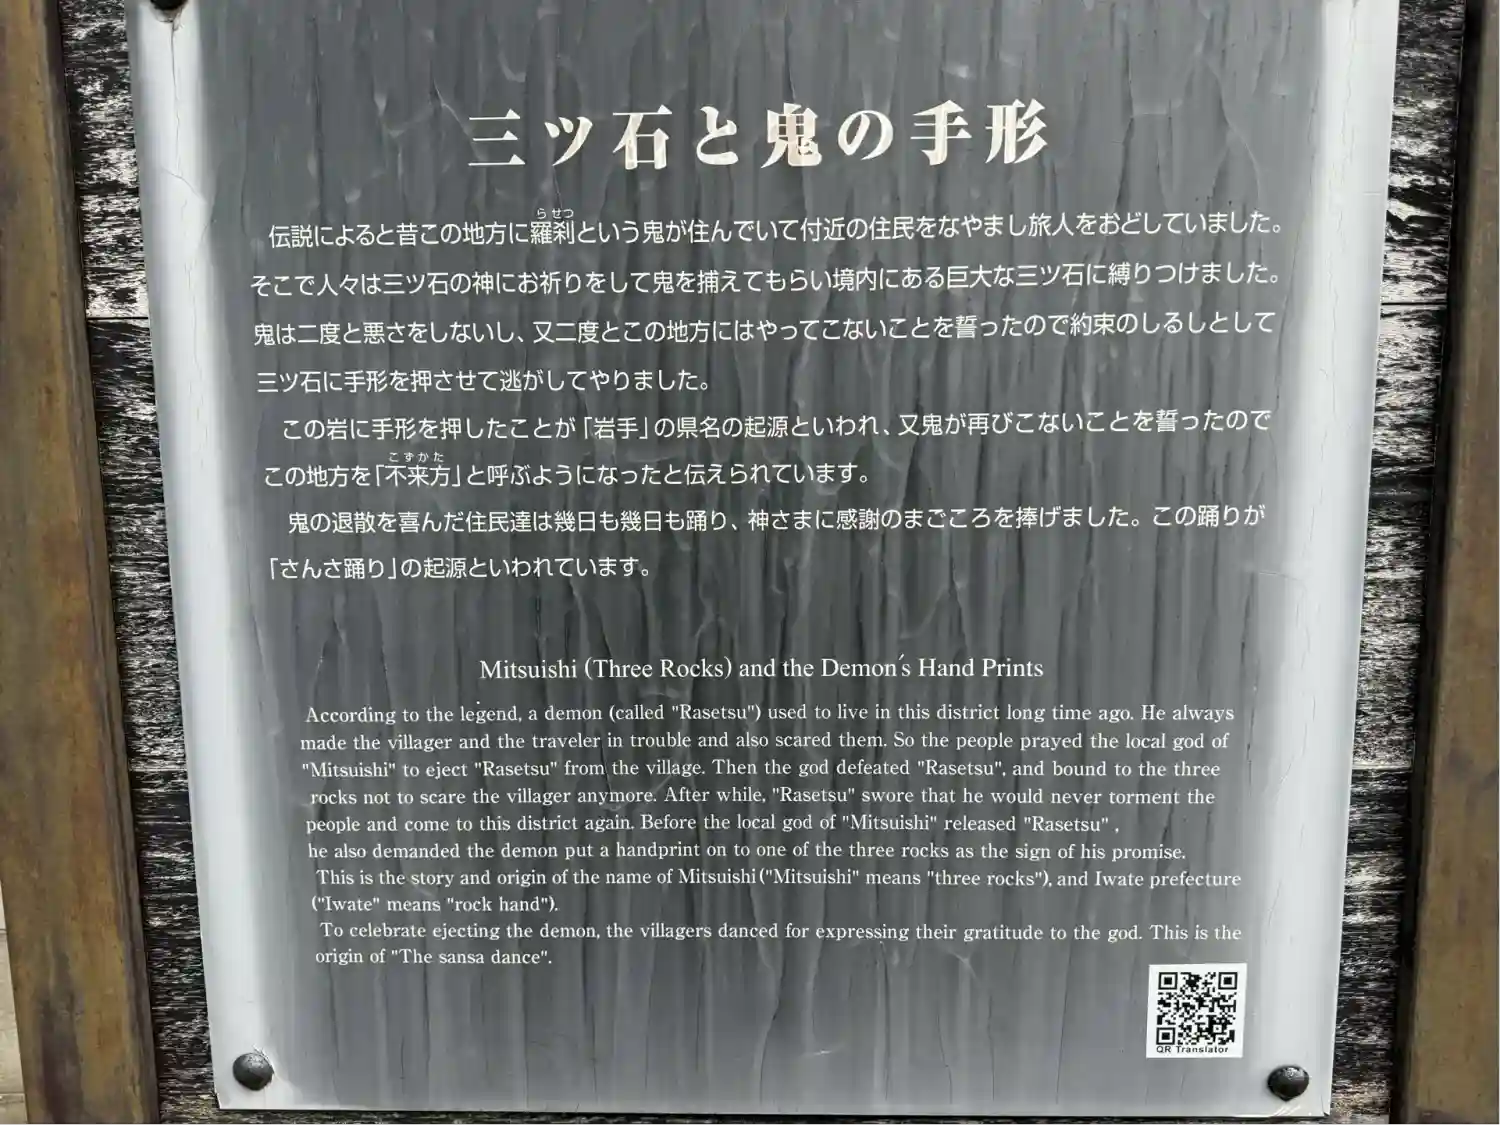 三ツ石と鬼の手形
伝説によると昔この地方に羅刹という鬼が住んでいて付近の住民をなやまし旅人をおどしていました。
らせつ
そこで人々は三ツ石の神にお祈りをして鬼を捕えてもらい境内にある巨大な三ツ石に縛りつけました。
鬼は二度と悪さをしないし、又二度とこの地方にはやってこないことを誓ったので約束のしるしとして
三ツ石に手形を押させて逃がしてやりました。
この岩に手形を押したことが「岩手」の県名の起源といわれ、又鬼が再びこないことを誓ったので
この地方を「不来方」と呼ぶようになったと伝えられています。
こずかた
鬼の退散を喜んだ住民達は幾日も幾日も踊り、神さまに感謝のまごころを捧げました。この踊りが
「さんさ踊り」の起源といわれています。
Mitsuishi (Three Rocks) and the Demon's Hand Prints
According to the legend, a demon (called "Rasetsu") used to live in this district long time ago. He always
made the villager and the traveler in trouble and also scared them. So the people prayed the local god of
"Mitsuishi" to eject "Rasetsu" from the village. Then the god defeated "Rasetsu", and bound to the three
rocks not to scare the villager anymore. After while, "Rasetsu" swore that he would never torment the
people and come to this district again. Before the local god of "Mitsuishi" released "Rasetsu" ,
he also demanded the demon put a handprint on to one of the three rocks as the sign of his promise.
This is the story and origin of the name of Mitsuishi ("Mitsuishi" means "three rocks"), and Iwate prefecture
("Iwate" means "rock hand").
To celebrate ejecting the demon, the villagers danced for expressing their gratitude to the god. This is the
origin of "The sansa dance".
QR Translator